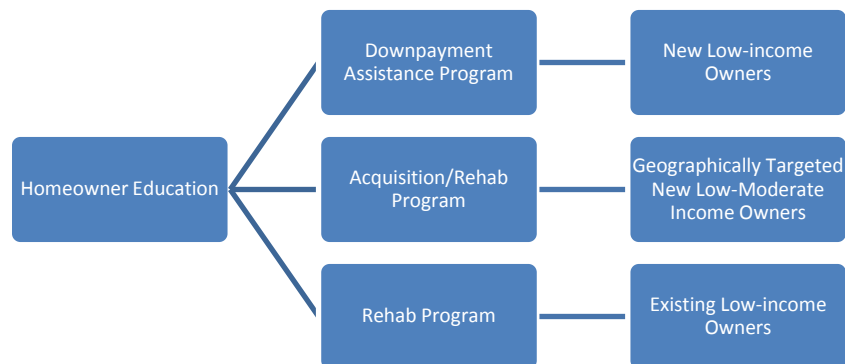 Downpayment
Assistance Program
New Low-income
Owners
Homeowner Education
Acquisition/Rehab
Program
Geographically Targeted
New Low-Moderate
Income Owners
Rehab Program
Existing Low-income
Owners